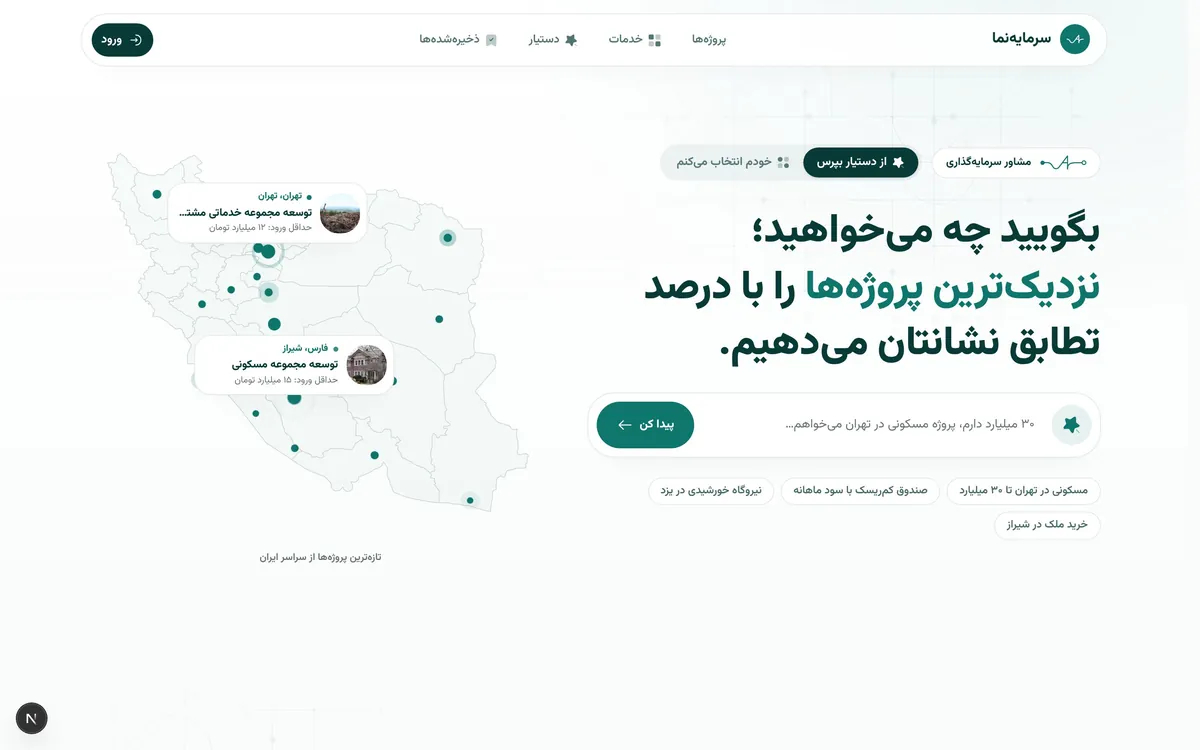 سرمایه‌نما
پروژه‌ها
خدمات
دستیار
ذخیره‌شده‌ها
ورود
مشاور سرمایه‌گذاری
از دستیار بپرس
خودم انتخاب می‌کنم
بگویید چه می‌خواهید؛
نزدیک‌ترین پروژه‌ها را با درصد
تطابق نشانتان می‌دهیم.
۳۰ میلیارد دارم، پروژه مسکونی در تهران می‌خواهم...
پیدا کن
مسکونی در تهران تا ۳۰ میلیارد
صندوق کم‌ریسک با سود ماهانه
نیروگاه خورشیدی در یزد
خرید ملک در شیراز
تهران، تهران
توسعه مجموعه خدماتی مشتـ...
حداقل ورود: ۱۲ میلیارد تومان
فارس، شیراز
توسعه مجموعه مسکونی
حداقل ورود: ۱۵ میلیارد تومان
تازه‌ترین پروژه‌ها از سراسر ایران
N